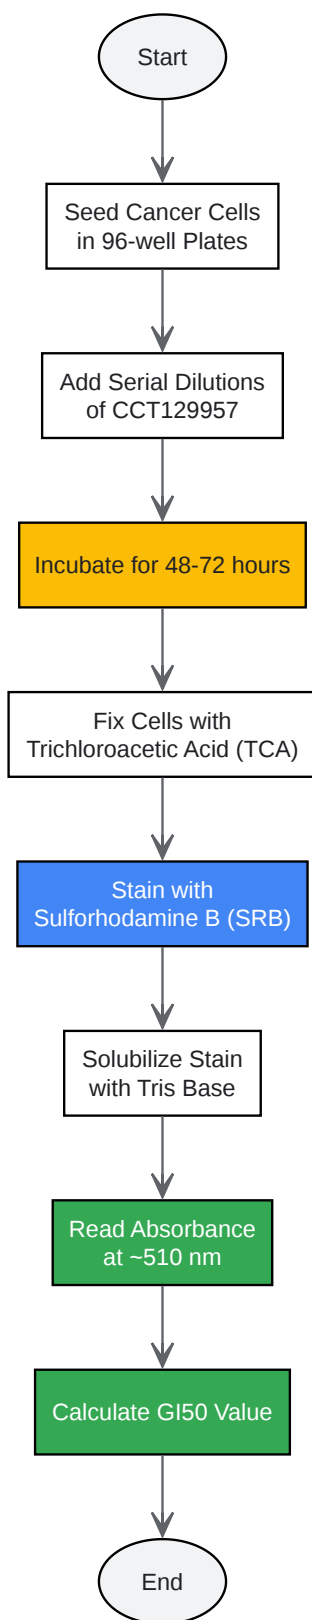 Start
Seed Cancer Cells
in 96-well Plates
Add Serial Dilutions
of CCT129957
Incubate for 48-72 hours
Fix Cells with
Trichloroacetic Acid (TCA)
Stain with
Sulforhodamine B (SRB)
Solubilize Stain
with Tris Base
Read Absorbance
at ~510 nm
Calculate GI50 Value
End